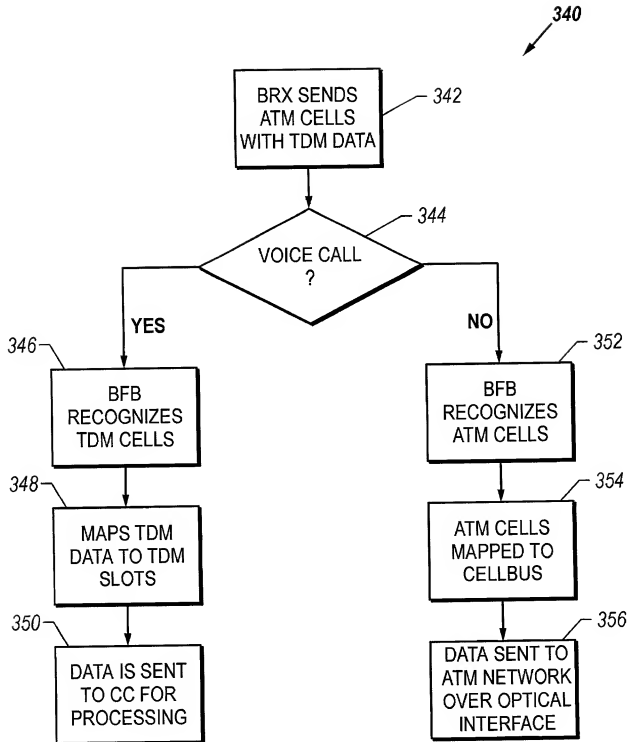 340
BRX SENDS
ATM CELLS
WITH TDM DATA
342
VOICE CALL
?
344
YES
NO
346
BFB
RECOGNIZES
TDM CELLS
352
BFB
RECOGNIZES
ATM CELLS
348
MAPS TDM
DATA TO TDM
SLOTS
354
ATM CELLS
MAPPED TO
CELLBUS
350
DATA IS SENT
TO CC FOR
PROCESSING
356
DATA SENT TO
ATM NETWORK
OVER OPTICAL
INTERFACE